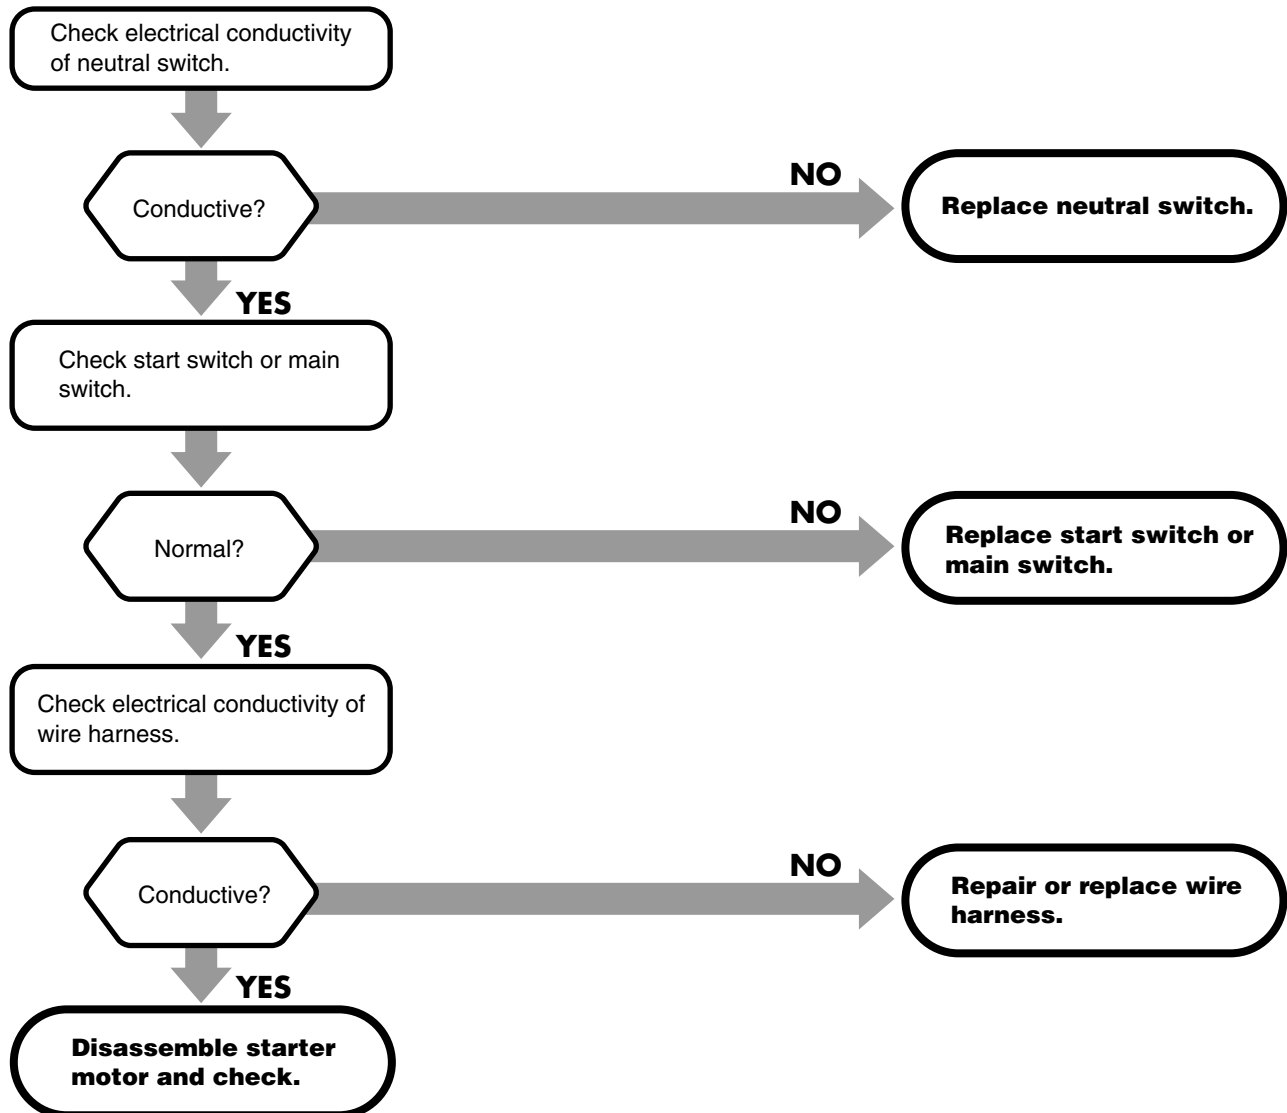 Check electrical conductivity
of neutral switch.
Conductive?
NO
Replace neutral switch.
YES
Check start switch or main
switch.
Normal?
NO
Replace start switch or
main switch.
YES
Check electrical conductivity of
wire harness.
Conductive?
NO
Repair or replace wire
harness.
YES
Disassemble starter
motor and check.